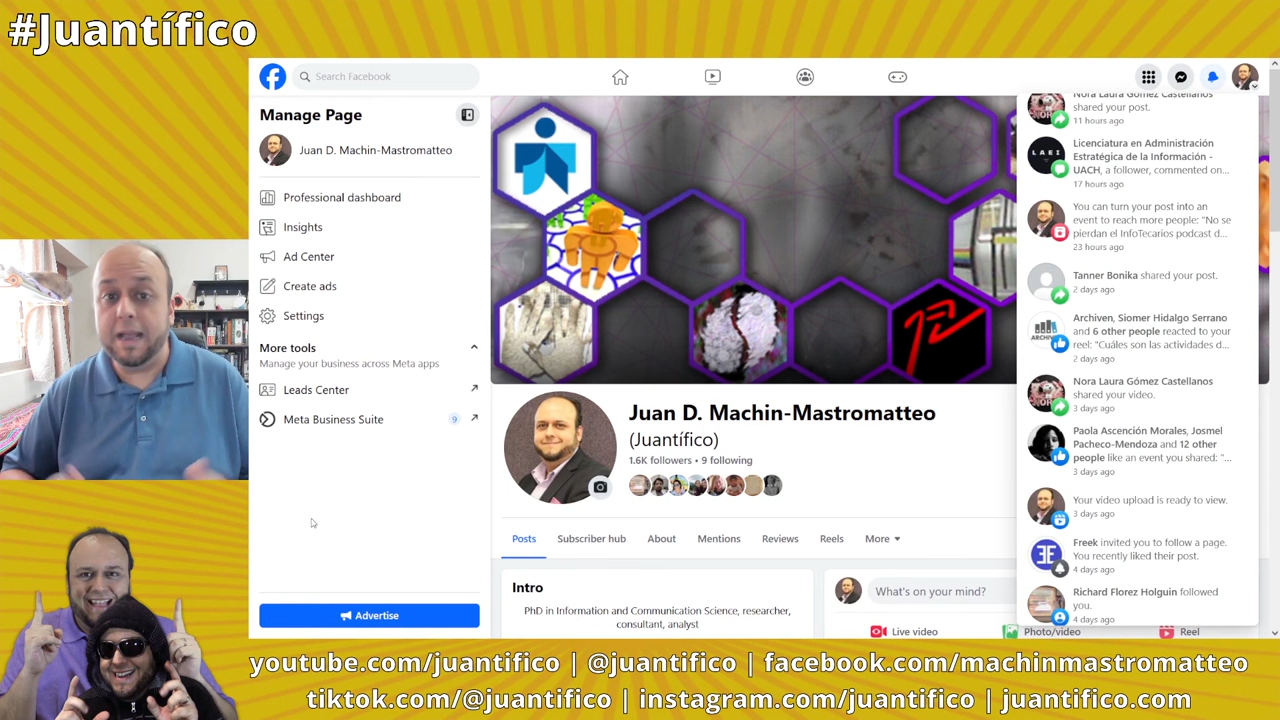 #Juantífico
Search Facebook
Manage Page
Juan D. Machin-Mastromatteo
Professional dashboard
Insights
Ad Center
Create ads
Settings
More tools
Manage your business across Meta apps
Leads Center
Meta Business Suite
9
Advertise
Juan D. Machin-Mastromatteo
(Juantífico)
1.6K followers • 9 following
Posts
Subscriber hub
About
Mentions
Reviews
Reels
More
Intro
PhD in Information and Communication Science, researcher,
consultant, analyst
What's on your mind?
Live video
Photo/video
Reel
Nora Laura Gómez Castellanos
shared your post.
11 hours ago
LAEI
Licenciatura en Administración
Estratégica de la Información -
UACH, a follower, commented on...
17 hours ago
You can turn your post into an
event to reach more people: "No se
pierdan el InfoTecarios podcast d...
23 hours ago
Tanner Bonika shared your post.
2 days ago
Archiven, Siomer Hidalgo Serrano
and 6 other people reacted to your
reel: "Cuáles son las actividades d...
2 days ago
Nora Laura Gómez Castellanos
shared your video.
3 days ago
Paola Ascención Morales, Josmel
Pacheco-Mendoza and 12 other
people like an event you shared: "...
3 days ago
Your video upload is ready to view.
3 days ago
Freek invited you to follow a page.
You recently liked their post.
4 days ago
Richard Florez Holguin followed
you.
4 days ago
youtube.com/juantifico | @juantifico | facebook.com/machinmastromatteo
tiktok.com/@juantifico | instagram.com/juantifico | juantifico.com